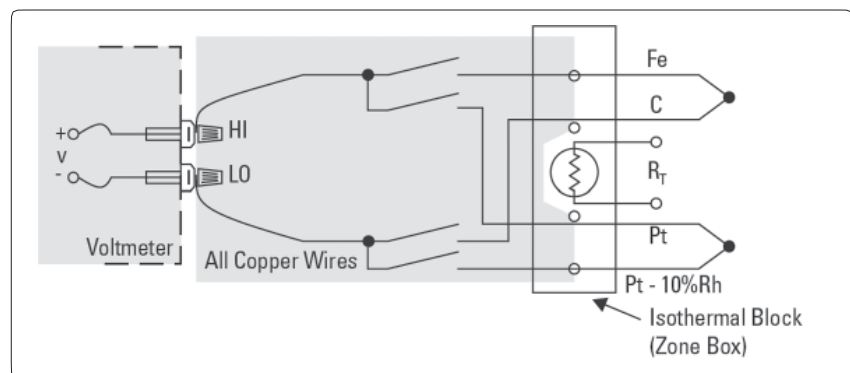 Fe
C
HI
+
v
-
LO
R_T
Voltmeter
All Copper Wires
Pt
Pt - 10%Rh
Isothermal Block
(Zone Box)